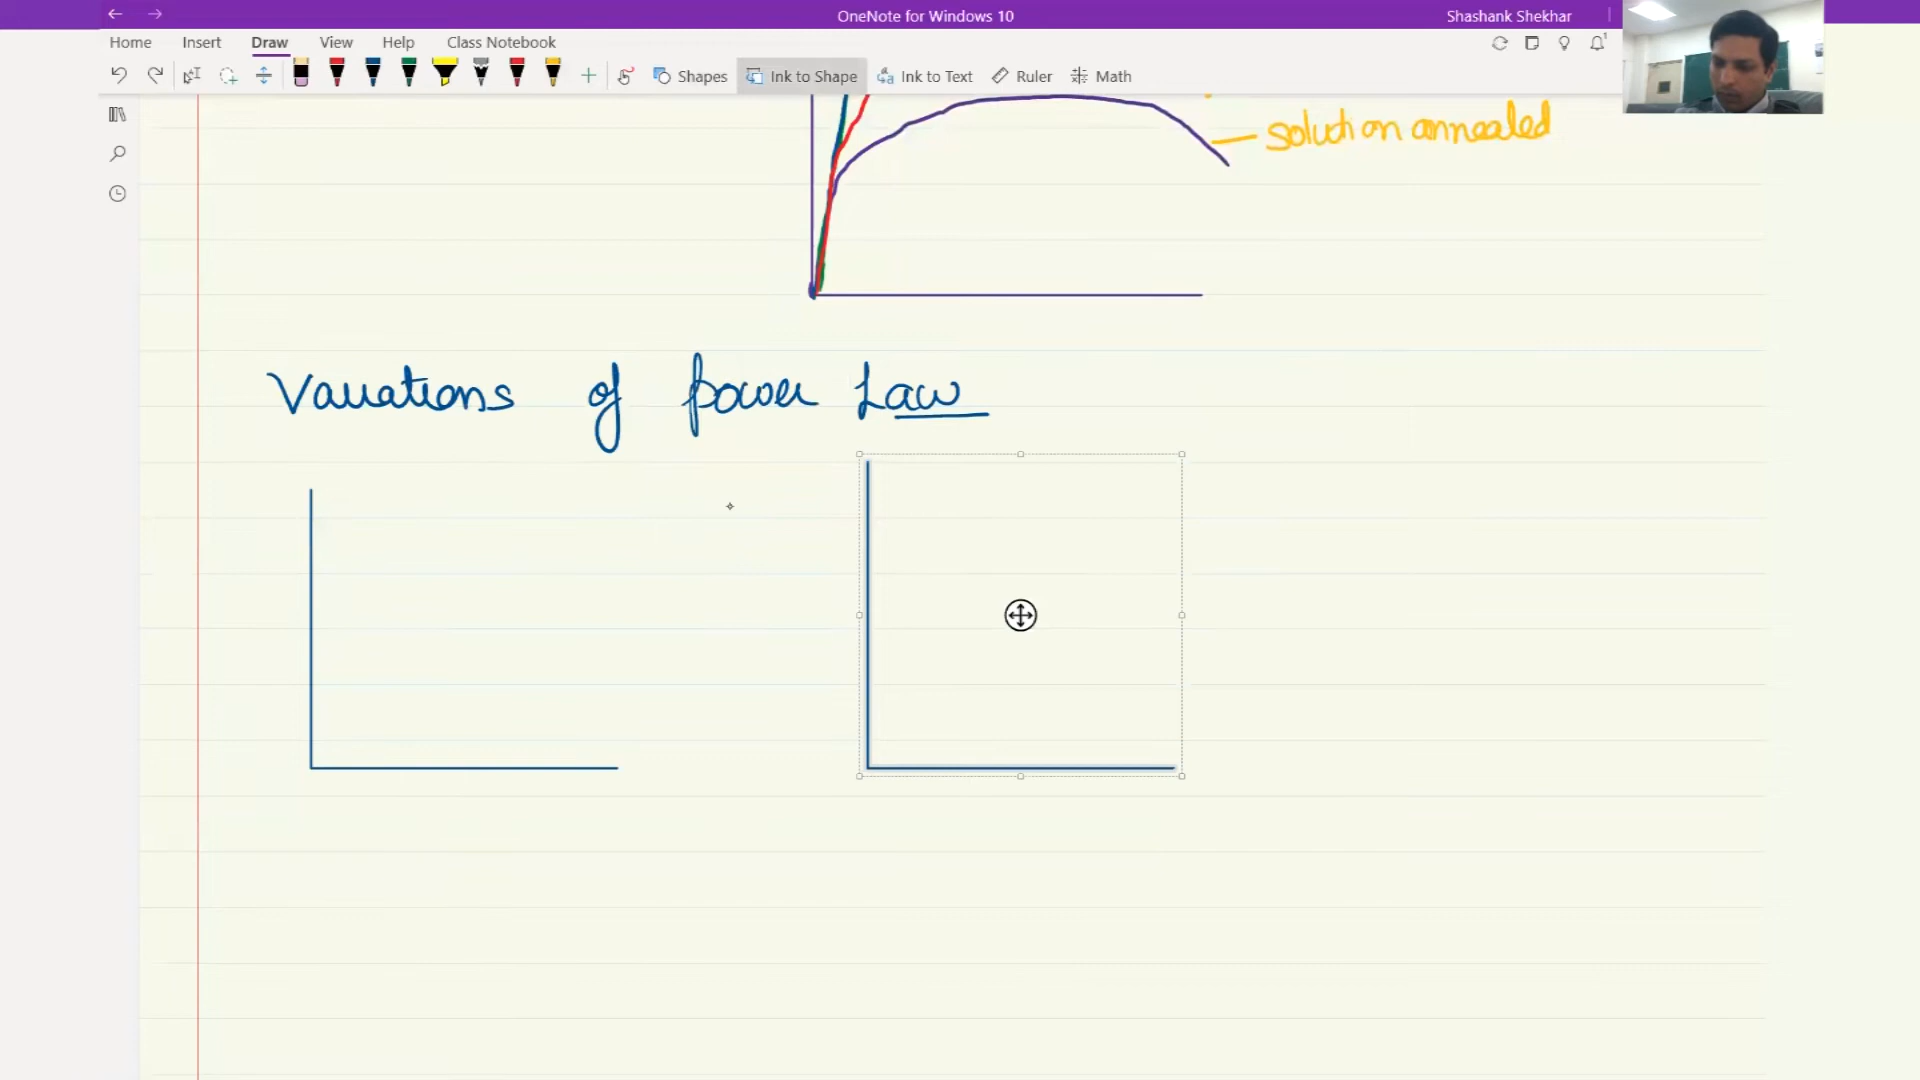 OneNote for Windows 10
Shashank Shekhar
Home Insert Draw View Help Class Notebook
Shapes Ink to Shape Ink to Text Ruler Math
solution annealed
Variations of power Law